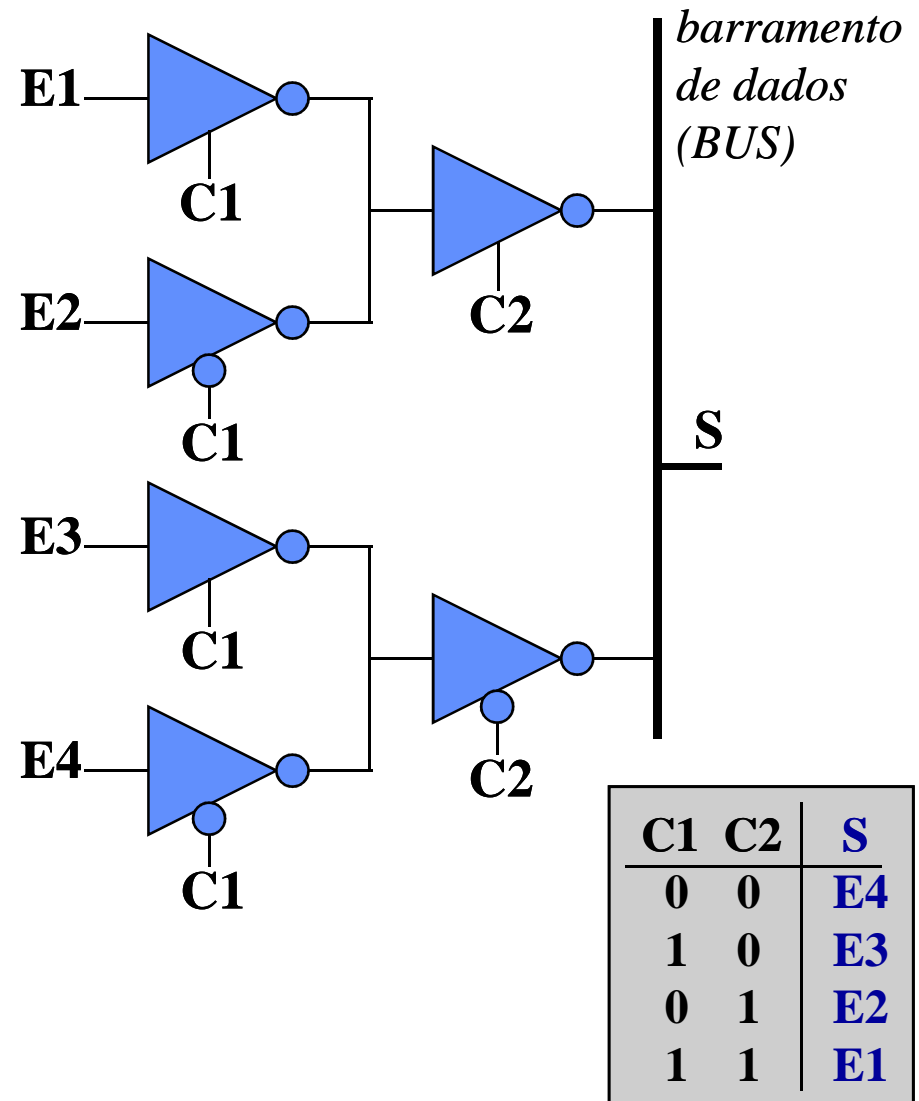 barramento
de dados
(BUS)
E1
C1
E2
C1
C2
S
E3
C1
E4
C1
C2
C1 C2 S
0 0 E4
1 0 E3
0 1 E2
1 1 E1